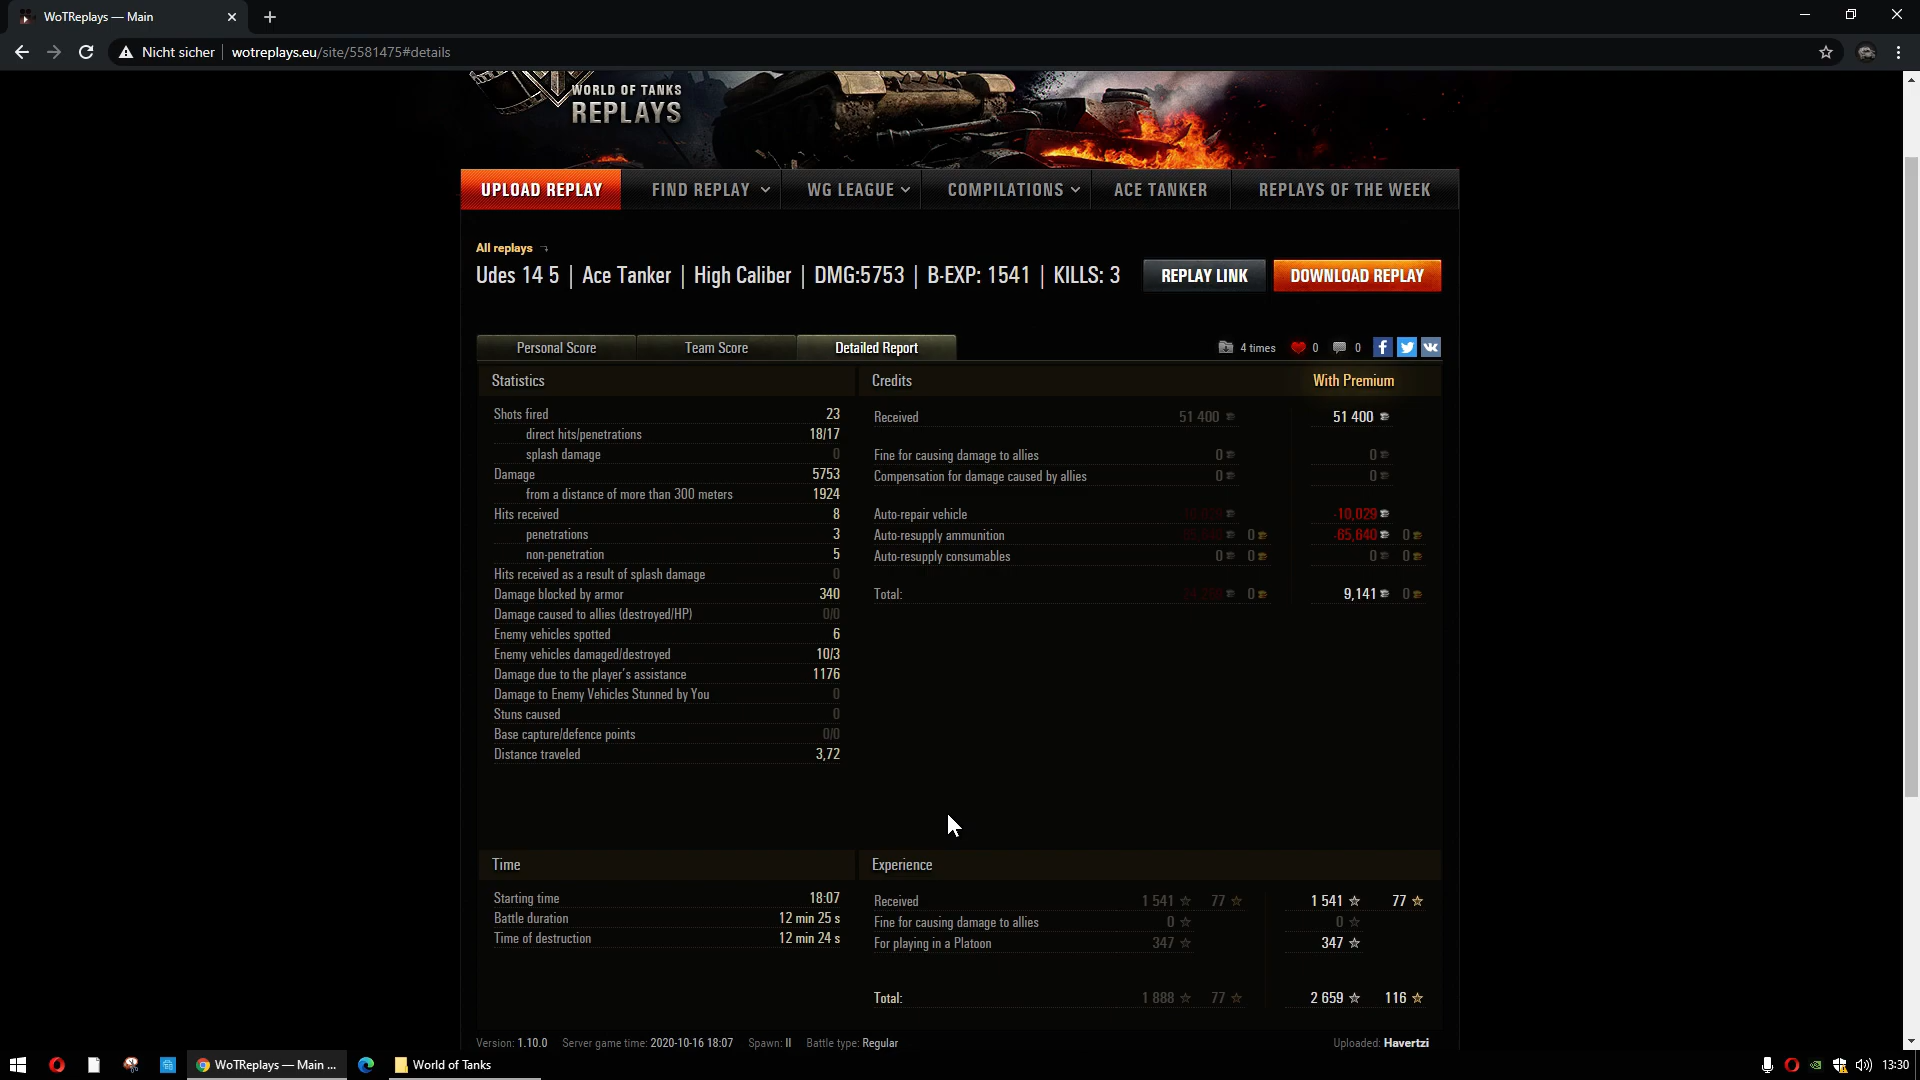 WoTReplays — Main
Nicht sicher
wotreplays.eu/site/5581475#details
WORLD OF TANKS
REPLAYS
UPLOAD REPLAY
FIND REPLAY
WG LEAGUE
COMPILATIONS
ACE TANKER
REPLAYS OF THE WEEK
All replays
Udes 14 5 | Ace Tanker | High Caliber | DMG:5753 | B-EXP: 1541 | KILLS: 3
REPLAY LINK
DOWNLOAD REPLAY
Personal Score
Team Score
Detailed Report
4 times
0
0
Statistics
Shots fired 23
direct hits/penetrations 18/17
splash damage 0
Damage 5753
from a distance of more than 300 meters 1924
Hits received 8
penetrations 3
non-penetration 5
Hits received as a result of splash damage 0
Damage blocked by armor 340
Damage caused to allies (destroyed/HP) 0/0
Enemy vehicles spotted 6
Enemy vehicles damaged/destroyed 10/3
Damage due to the player's assistance 1176
Damage to Enemy Vehicles Stunned by You 0
Stuns caused 0
Base capture/defence points 0/0
Distance traveled 3,72
Credits With Premium
Received 51 400 51 400
Fine for causing damage to allies 0 0
Compensation for damage caused by allies 0 0
Auto-repair vehicle -10,029
Auto-resupply ammunition 0 -65,640 0
Auto-resupply consumables 0 0 0 0
Total: 0 9,141 0
Time
Starting time 18:07
Battle duration 12 min 25 s
Time of destruction 12 min 24 s
Experience
Received 1 541 77 1 541 77
Fine for causing damage to allies 0 0
For playing in a Platoon 347 347
Total: 1 888 77 2 659 116
Version: 1.10.0 Server game time: 2020-10-16 18:07 Spawn: II Battle type: Regular Uploaded: Havertzi
WoTReplays — Main ...
World of Tanks
13:30